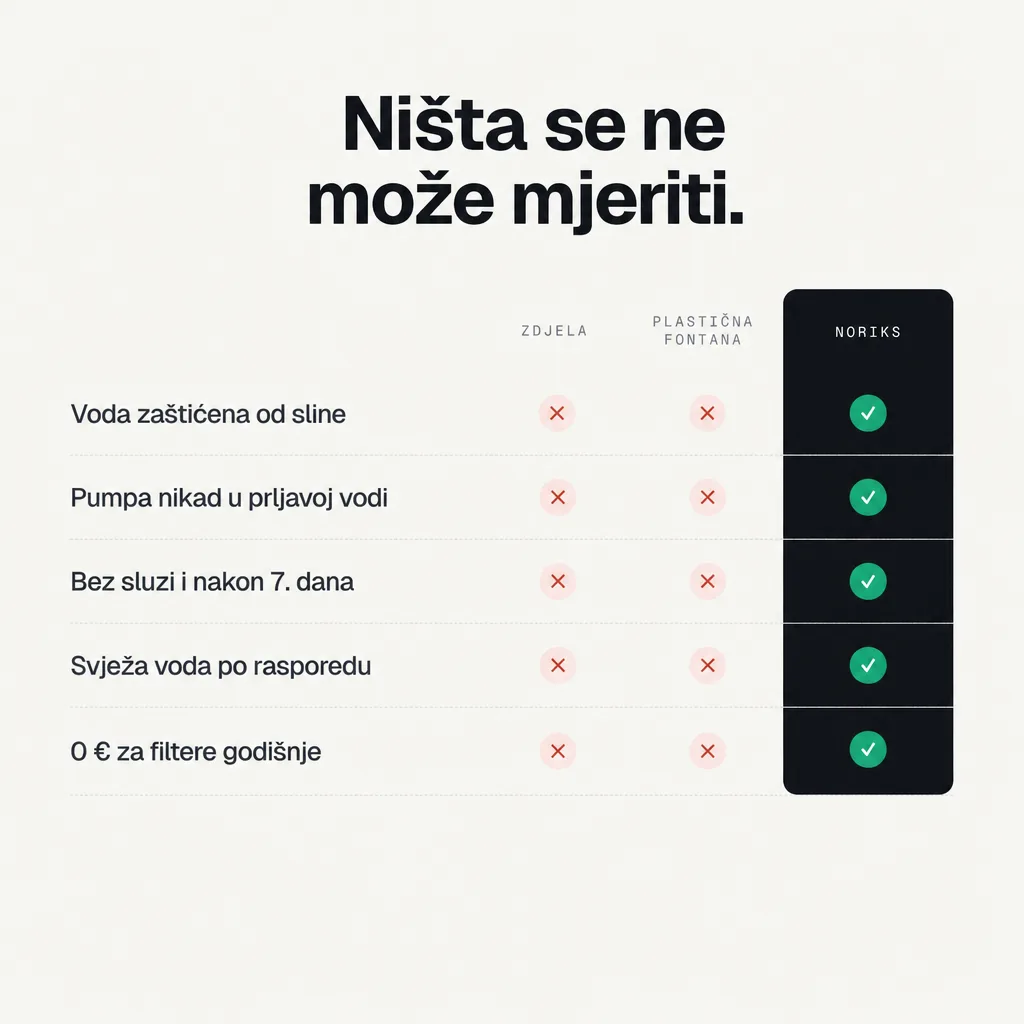 Ništa se ne
može mjeriti.
ZDJELA
PLASTIČNA
FONTANA
NORIKS
Voda zaštićena od sline
Pumpa nikad u prljavoj vodi
Bez sluzi i nakon 7. dana
Svježa voda po rasporedu
0 € za filtere godišnje